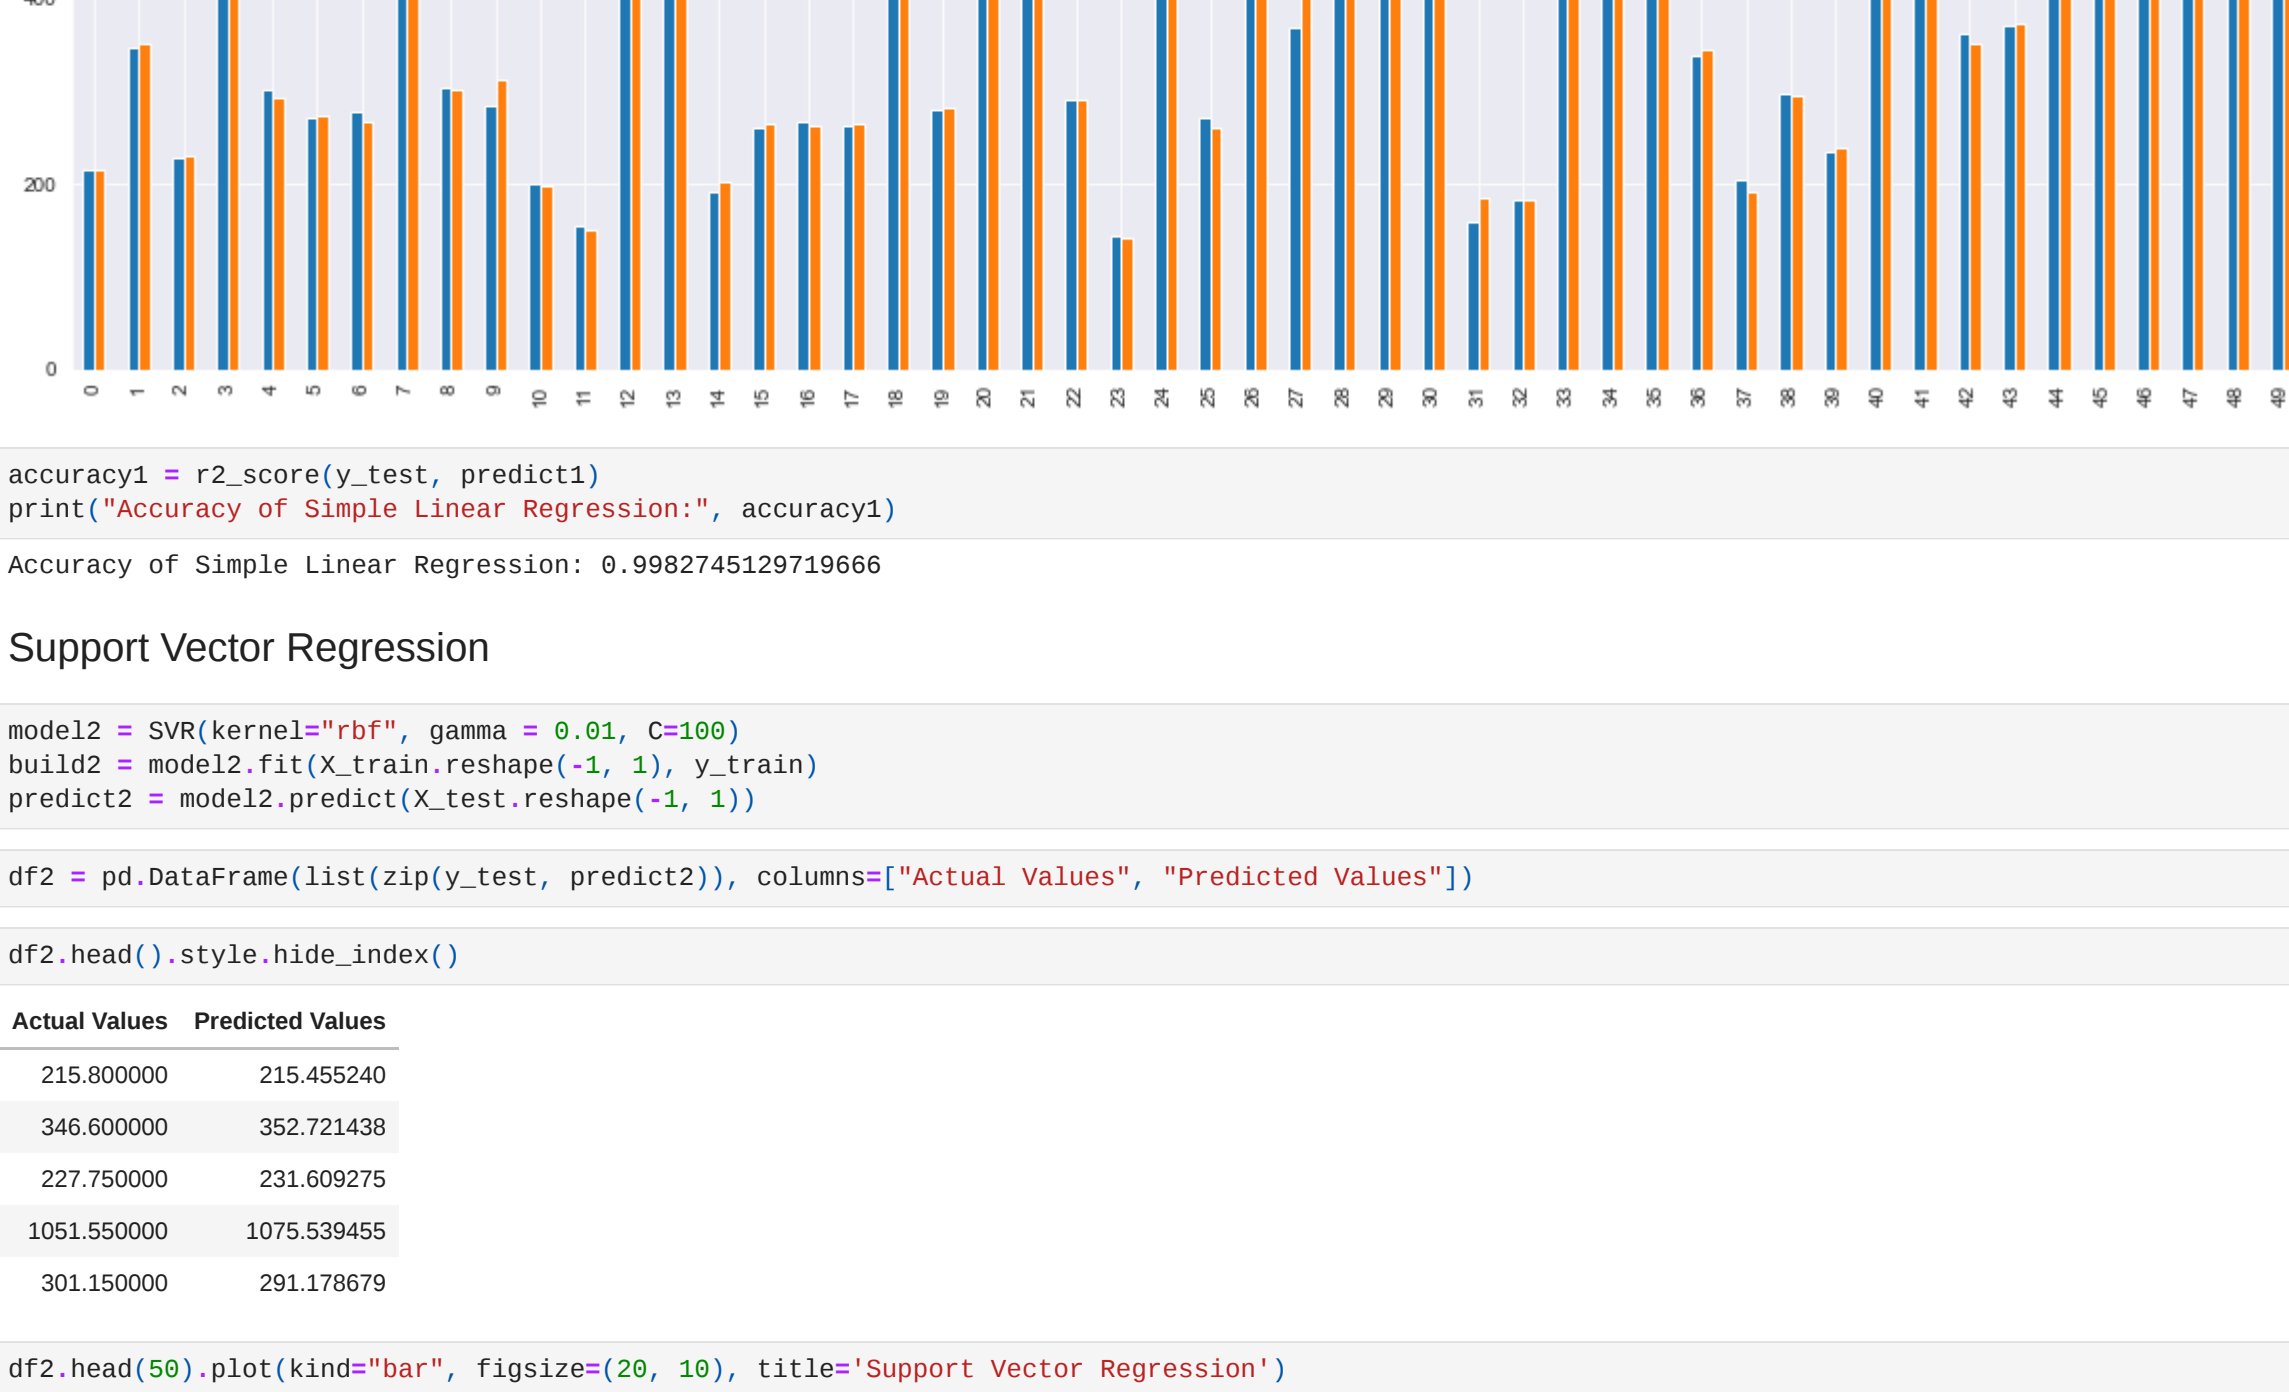 400
200
0
0 1 2 3 4 5 6 7 8 9 10 11 12 13 14 15 16 17 18 19 20 21 22 23 24 25 26 27 28 29 30 31 32 33 34 35 36 37 38 39 40 41 42 43 44 45 46 47 48 49
accuracy1 = r2_score(y_test, predict1)
print("Accuracy of Simple Linear Regression:", accuracy1)
Accuracy of Simple Linear Regression: 0.9982745129719666
Support Vector Regression
model2 = SVR(kernel="rbf", gamma = 0.01, C=100)
build2 = model2.fit(X_train.reshape(-1, 1), y_train)
predict2 = model2.predict(X_test.reshape(-1, 1))
df2 = pd.DataFrame(list(zip(y_test, predict2)), columns=["Actual Values", "Predicted Values"])
df2.head().style.hide_index()
Actual Values Predicted Values
215.800000 215.455240
346.600000 352.721438
227.750000 231.609275
1051.550000 1075.539455
301.150000 291.178679
df2.head(50).plot(kind="bar", figsize=(20, 10), title='Support Vector Regression')